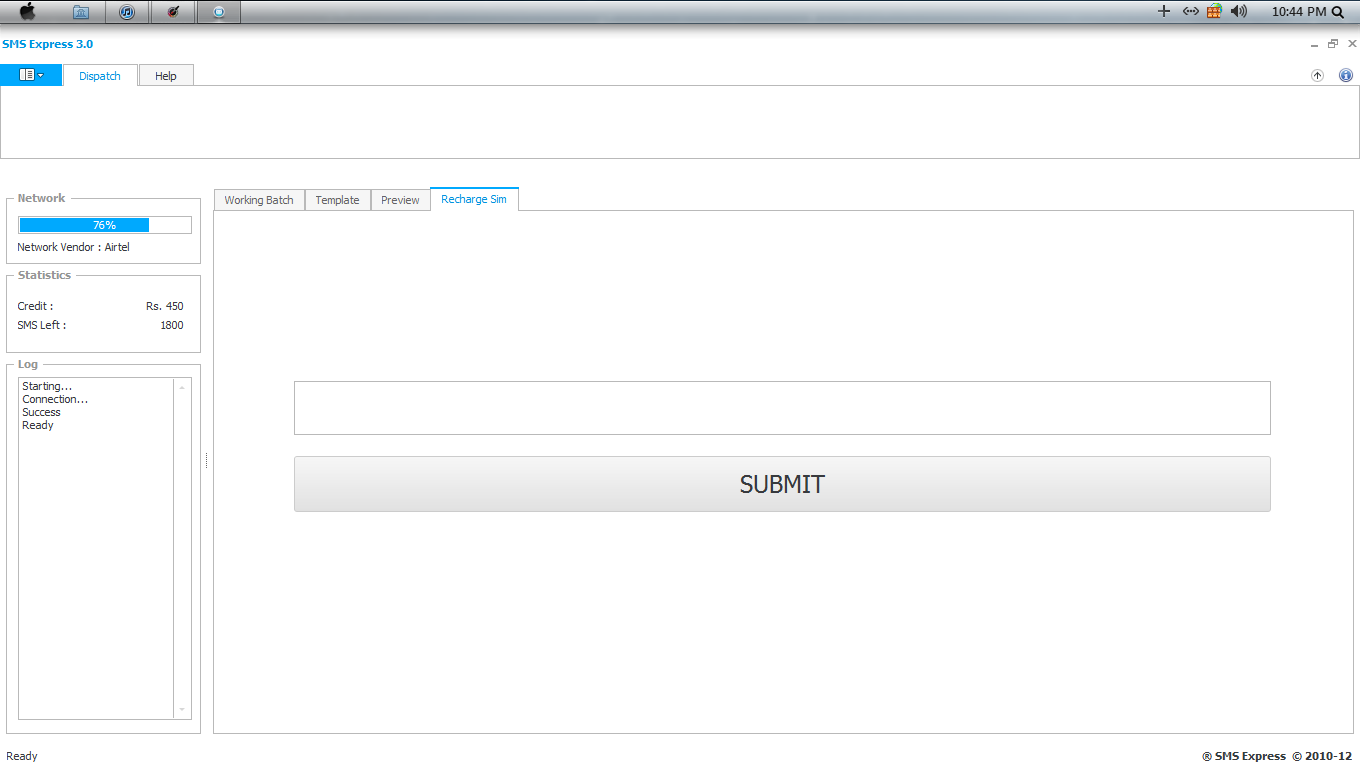 10:44 PM
SMS Express 3.0
Dispatch Help
Network
76%
Network Vendor : Airtel
Statistics
Credit : Rs. 450
SMS Left : 1800
Log
Starting...
Connection...
Success
Ready
Working Batch Template Preview Recharge Sim
SUBMIT
Ready
® SMS Express © 2010-12